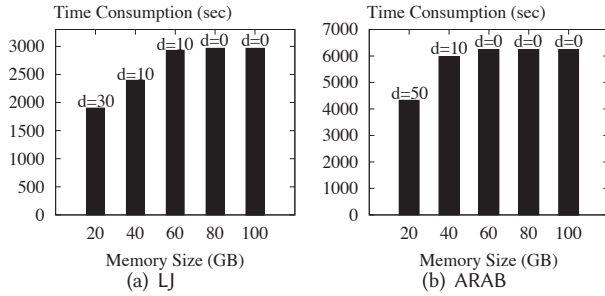 Time Consumption (sec)
3000
2500
2000
1500
1000
500
0
d=30
d=10
d=10
d=0
d=0
20 40 60 80 100
Memory Size (GB)
(a) LJ
Time Consumption (sec)
7000
6000
5000
4000
3000
2000
1000
0
d=50
d=10
d=0
d=0
d=0
20 40 60 80 100
Memory Size (GB)
(b) ARAB